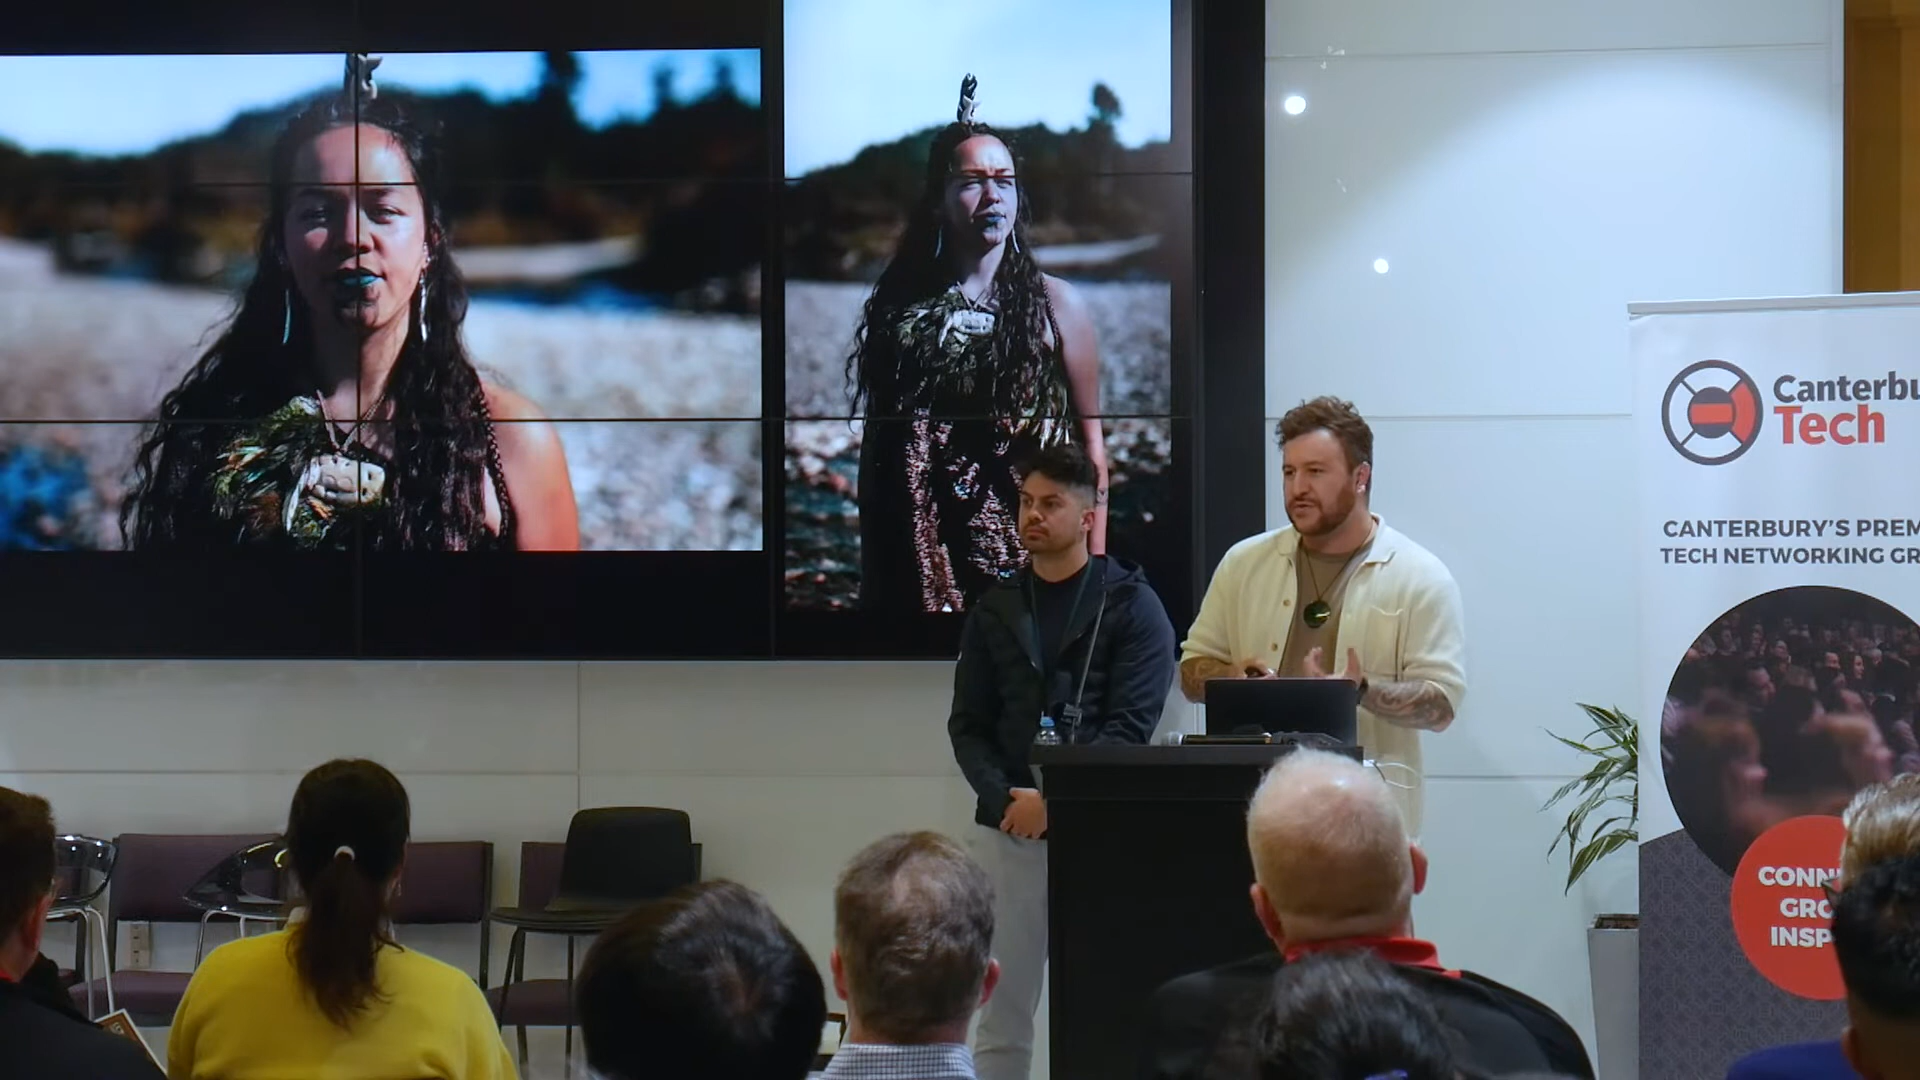 Canterbu
Tech
CANTERBURY'S PREM
TECH NETWORKING GR
CONN
GRO
INSP